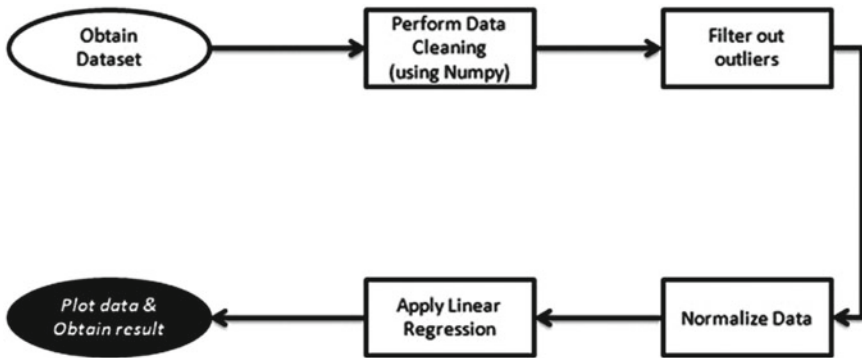 Obtain
Dataset
Perform Data
Cleaning
(using Numpy)
Filter out
outliers
Normalize Data
Apply Linear
Regression
Plot data &
Obtain result